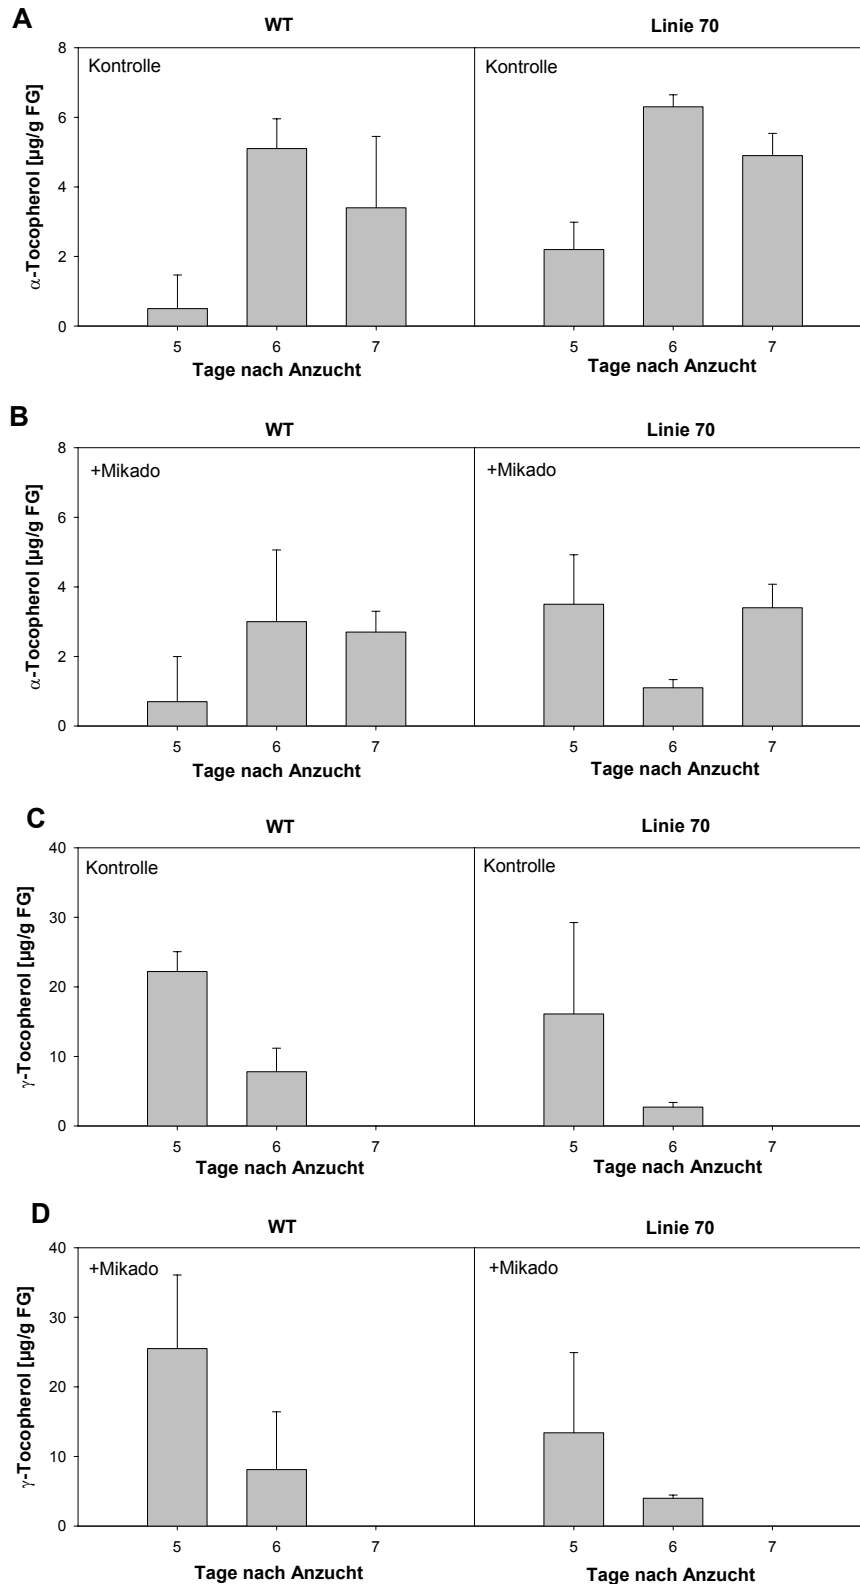 A
WT
Linie 70
α-Tocopherol [µg/g FG]
8
6
4
2
0
Kontrolle
Kontrolle
5 6 7
5 6 7
Tage nach Anzucht
Tage nach Anzucht
B
WT
Linie 70
α-Tocopherol [µg/g FG]
8
6
4
2
0
+Mikado
+Mikado
5 6 7
5 6 7
Tage nach Anzucht
Tage nach Anzucht
C
WT
Linie 70
γ-Tocopherol [µg/g FG]
40
30
20
10
0
Kontrolle
Kontrolle
5 6 7
5 6 7
Tage nach Anzucht
Tage nach Anzucht
D
WT
Linie 70
γ-Tocopherol [µg/g FG]
40
30
20
10
0
+Mikado
+Mikado
5 6 7
5 6 7
Tage nach Anzucht
Tage nach Anzucht